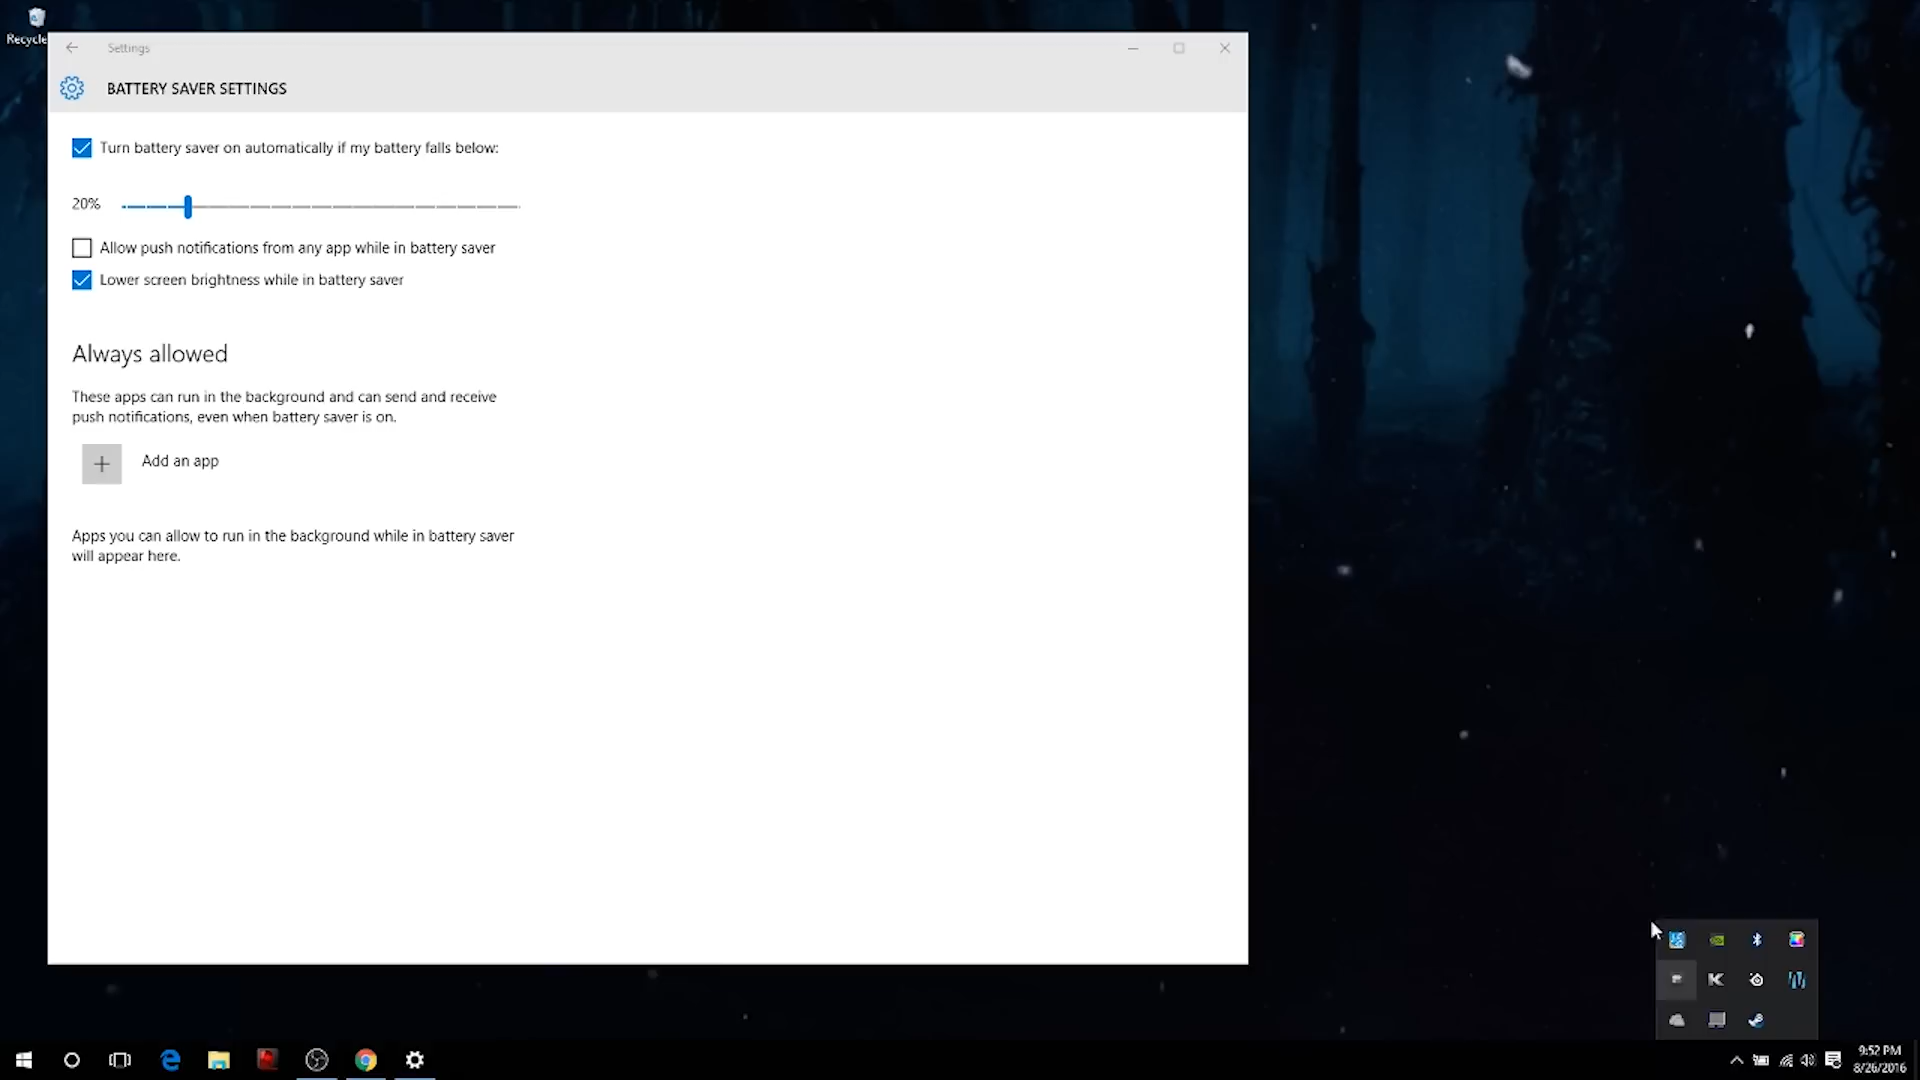 Recycle
Settings
BATTERY SAVER SETTINGS
Turn battery saver on automatically if my battery falls below:
20%
Allow push notifications from any app while in battery saver
Lower screen brightness while in battery saver
Always allowed
These apps can run in the background and can send and receive
push notifications, even when battery saver is on.
Add an app
Apps you can allow to run in the background while in battery saver
will appear here.
9:52 PM
8/26/2016